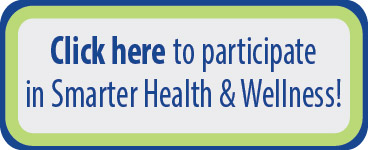 Click here to participate
in Smarter Health & Wellness!